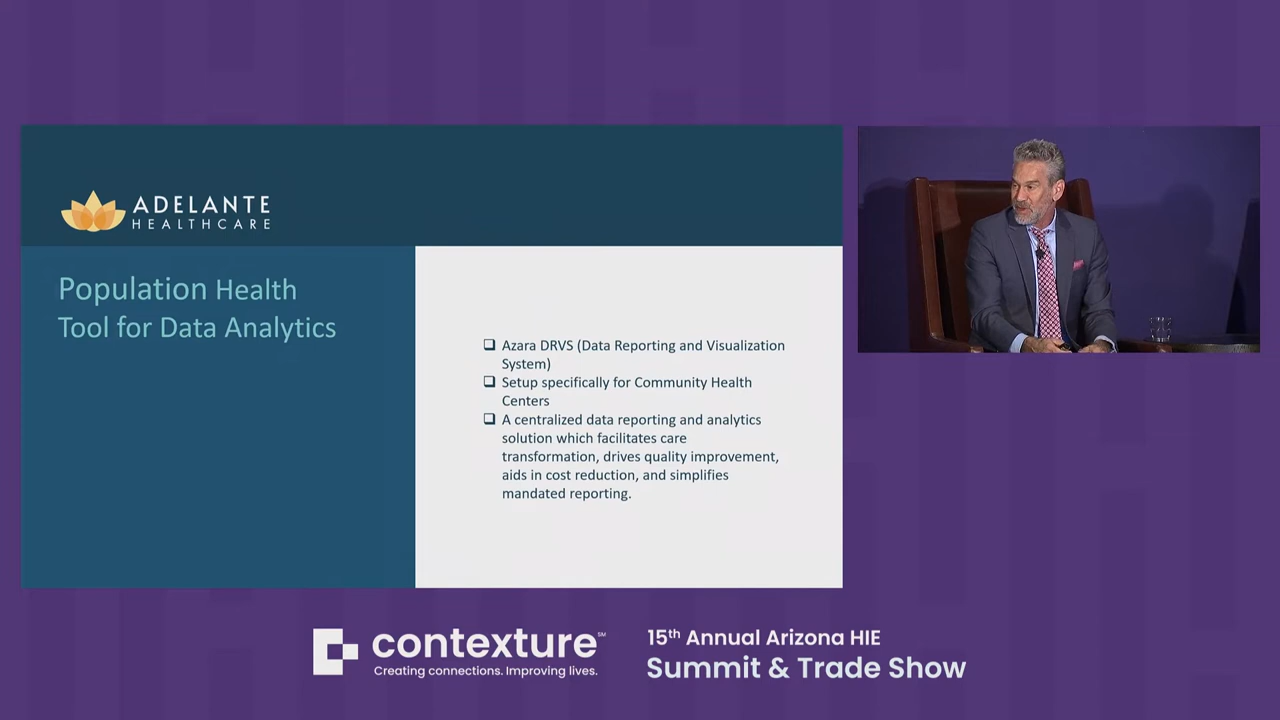 ADELANTE
HEALTHCARE
Population Health
Tool for Data Analytics
❑ Azara DRVS (Data Reporting and Visualization
System)
❑ Setup specifically for Community Health
Centers
❑ A centralized data reporting and analytics
solution which facilitates care
transformation, drives quality improvement,
aids in cost reduction, and simplifies
mandated reporting.
contexture℠
Creating connections. Improving lives.
15th Annual Arizona HIE
Summit & Trade Show